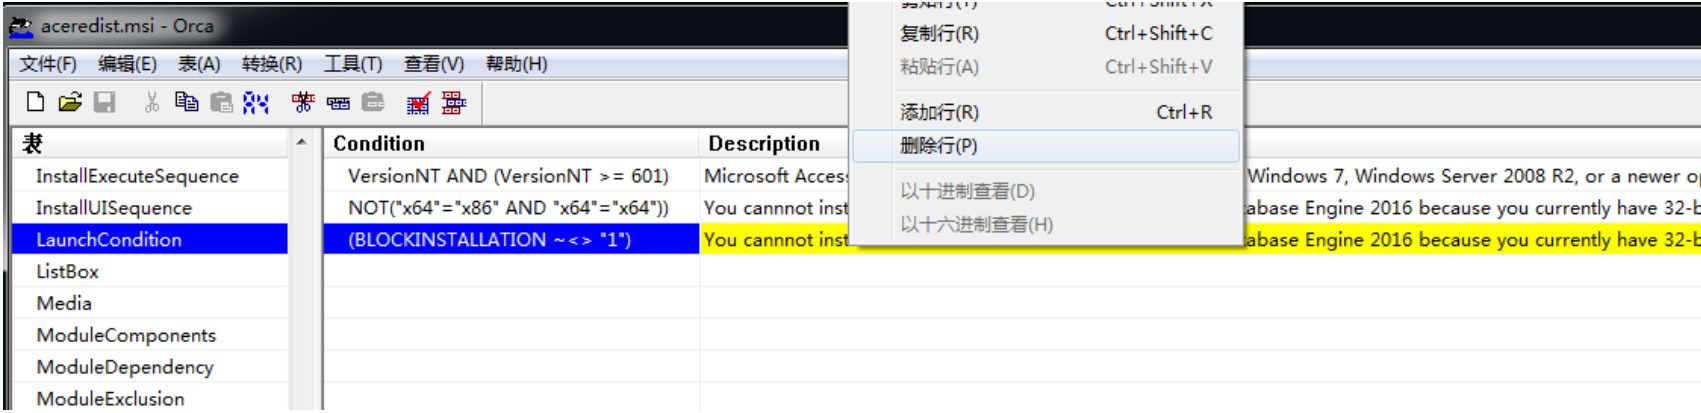 aceredist.msi - Orca
文件(F) 编辑(E) 表(A) 转换(R) 工具(T) 查看(V) 帮助(H)
复制行(R) Ctrl+Shift+C
粘贴行(A) Ctrl+Shift+V
添加行(R) Ctrl+R
删除行(P)
以十进制查看(D)
以十六进制查看(H)
表 Condition Description
InstallExecuteSequence VersionNT AND (VersionNT >= 601) Microsoft Access Windows 7, Windows Server 2008 R2, or a newer
InstallUISequence NOT("x64"="x86" AND "x64"="x64")) You cannnot inst abase Engine 2016 because you currently have 32-b
LaunchCondition (BLOCKINSTALLATION ~<> "1") You cannnot inst abase Engine 2016 because you currently have 32-b
ListBox
Media
ModuleComponents
ModuleDependency
ModuleExclusion